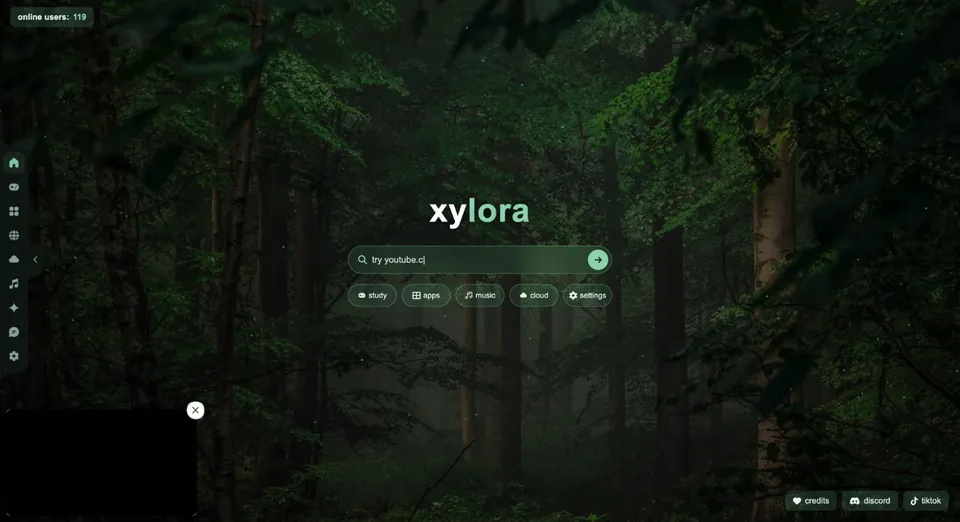 online users: 119
xylora
try youtube.c
study
apps
music
cloud
settings
credits
discord
tiktok